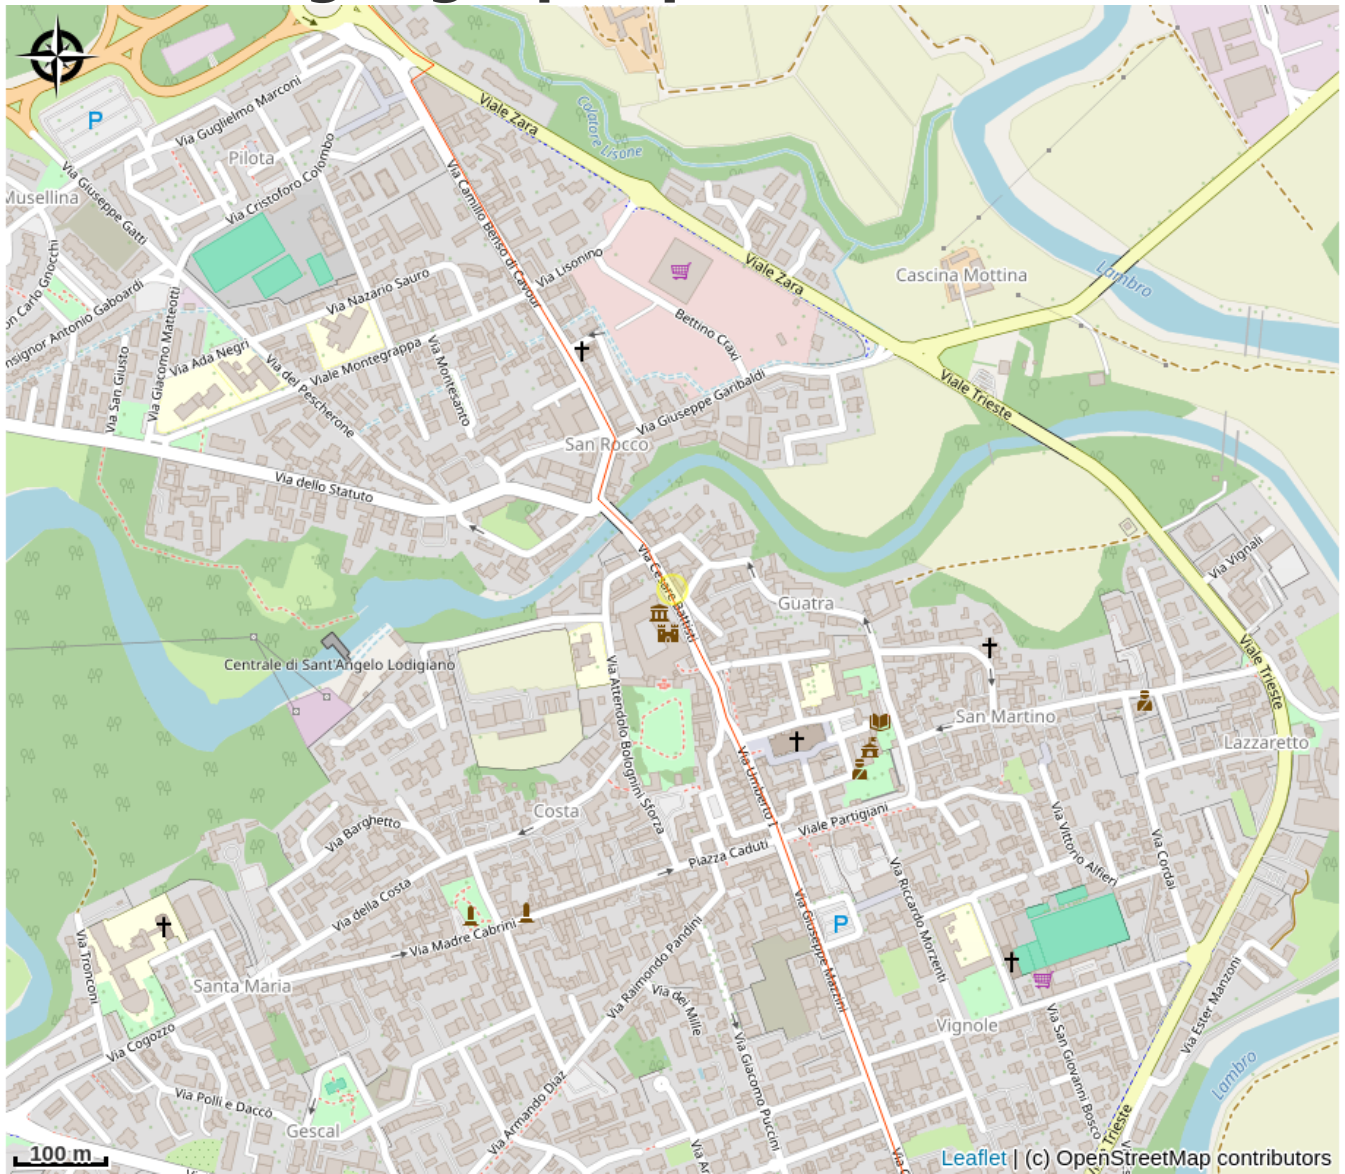 Viale Zara
Colatore Lisone
Via Guglielmo Marconi
P
Pilota
Via Cristoforo Colombo
Via Camillo Benso di Cavour
Musellina
Via Giuseppe Gatti
Via Lisonino
Viale Zara
Cascina Mottina
Lambro
on Carlo Gnocchi
Via Nazario Sauro
nsignor Antonio Gaboardi
Via Giacomo Matteotti
Bettino Craxi
Via Ada Negri
Viale Montegrappa
Via Montesanto
Via San Giusto
Via del Pescherone
Via Giuseppe Garibaldi
Viale Trieste
San Rocco
Via dello Statuto
Via Cesare Battisti
Via Vignali
Guatra
Centrale di Sant'Angelo Lodigiano
Viale Trieste
Via Attendolo Bolognini Sforza
San Martino
Lazzaretto
Via Umberto I
Costa
Via Barghetto
Viale Partigiani
Via Vittorio Alfieri
Via Cordai
Piazza Caduti
Via della Costa
Via Riccardo Morzenti
Via Giuseppe Mazzini
P
Via Madre Cabrini
Via Tronconi
Via Raimondo Pandini
Santa Maria
Via dei Mille
Via Ester Manzoni
Vignole
Via Cogozzo
Via San Giovanni Bosco
Via Giacomo Puccini
Lambro
Via Polli e Daccò
Via Armando Diaz
Gescal
Trieste
100 m
Leaflet | (c) OpenStreetMap contributors